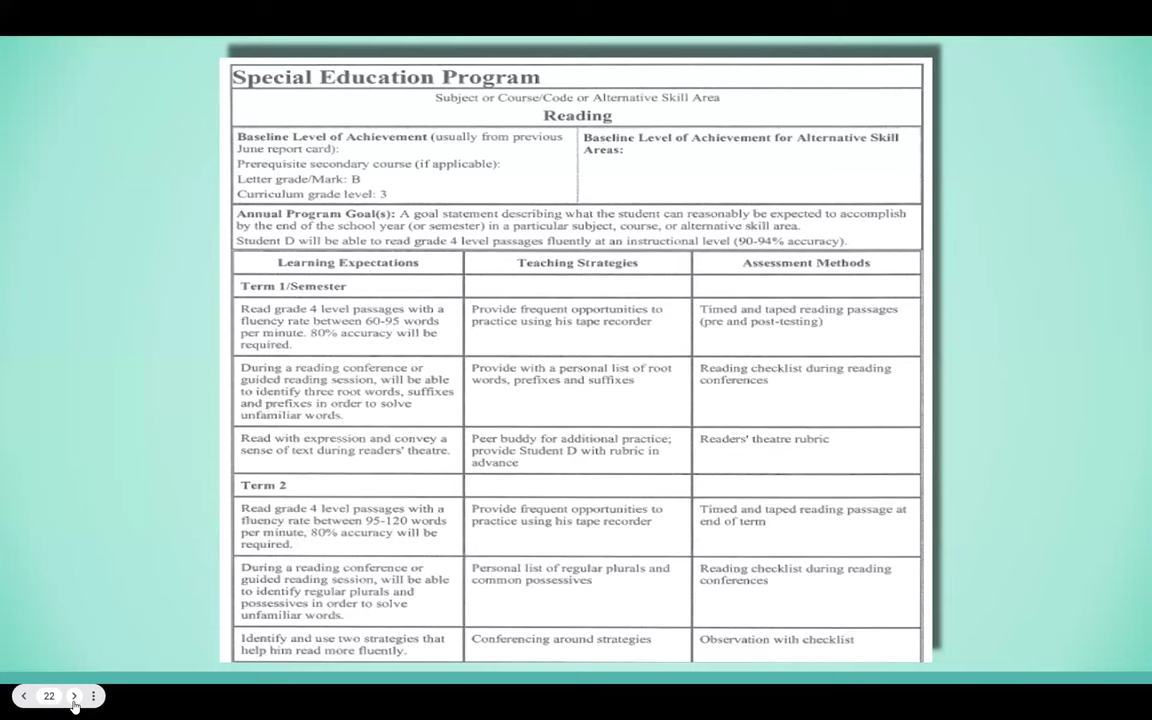 Special Education Program
Subject or Course/Code or Alternative Skill Area
Reading
Baseline Level of Achievement (usually from previous
June report card):
Prerequisite secondary course (if applicable):
Letter grade/Mark: B
Curriculum grade level: 3
Baseline Level of Achievement for Alternative Skill
Areas:
Annual Program Goal(s): A goal statement describing what the student can reasonably be expected to accomplish
by the end of the school year (or semester) in a particular subject, course, or alternative skill area.
Student D will be able to read grade 4 level passages fluently at an instructional level (90-94% accuracy).
Learning Expectations
Teaching Strategies
Assessment Methods
Term 1/Semester
Read grade 4 level passages with a
fluency rate between 60-95 words
per minute. 80% accuracy will be
required.
Provide frequent opportunities to
practice using his tape recorder
Timed and taped reading passages
(pre and post-testing)
During a reading conference or
guided reading session, will be able
to identify three root words, suffixes
and prefixes in order to solve
unfamiliar words.
Provide with a personal list of root
words, prefixes and suffixes
Reading checklist during reading
conferences
Read with expression and convey a
sense of text during readers' theatre.
Peer buddy for additional practice;
provide Student D with rubric in
advance
Readers' theatre rubric
Term 2
Read grade 4 level passages with a
fluency rate between 95-120 words
per minute, 80% accuracy will be
required.
Provide frequent opportunities to
practice using his tape recorder
Timed and taped reading passage at
end of term
During a reading conference or
guided reading session, will be able
to identify regular plurals and
possessives in order to solve
unfamiliar words.
Personal list of regular plurals and
common possessives
Reading checklist during reading
conferences
Identify and use two strategies that
help him read more fluently.
Conferencing around strategies
Observation with checklist
22